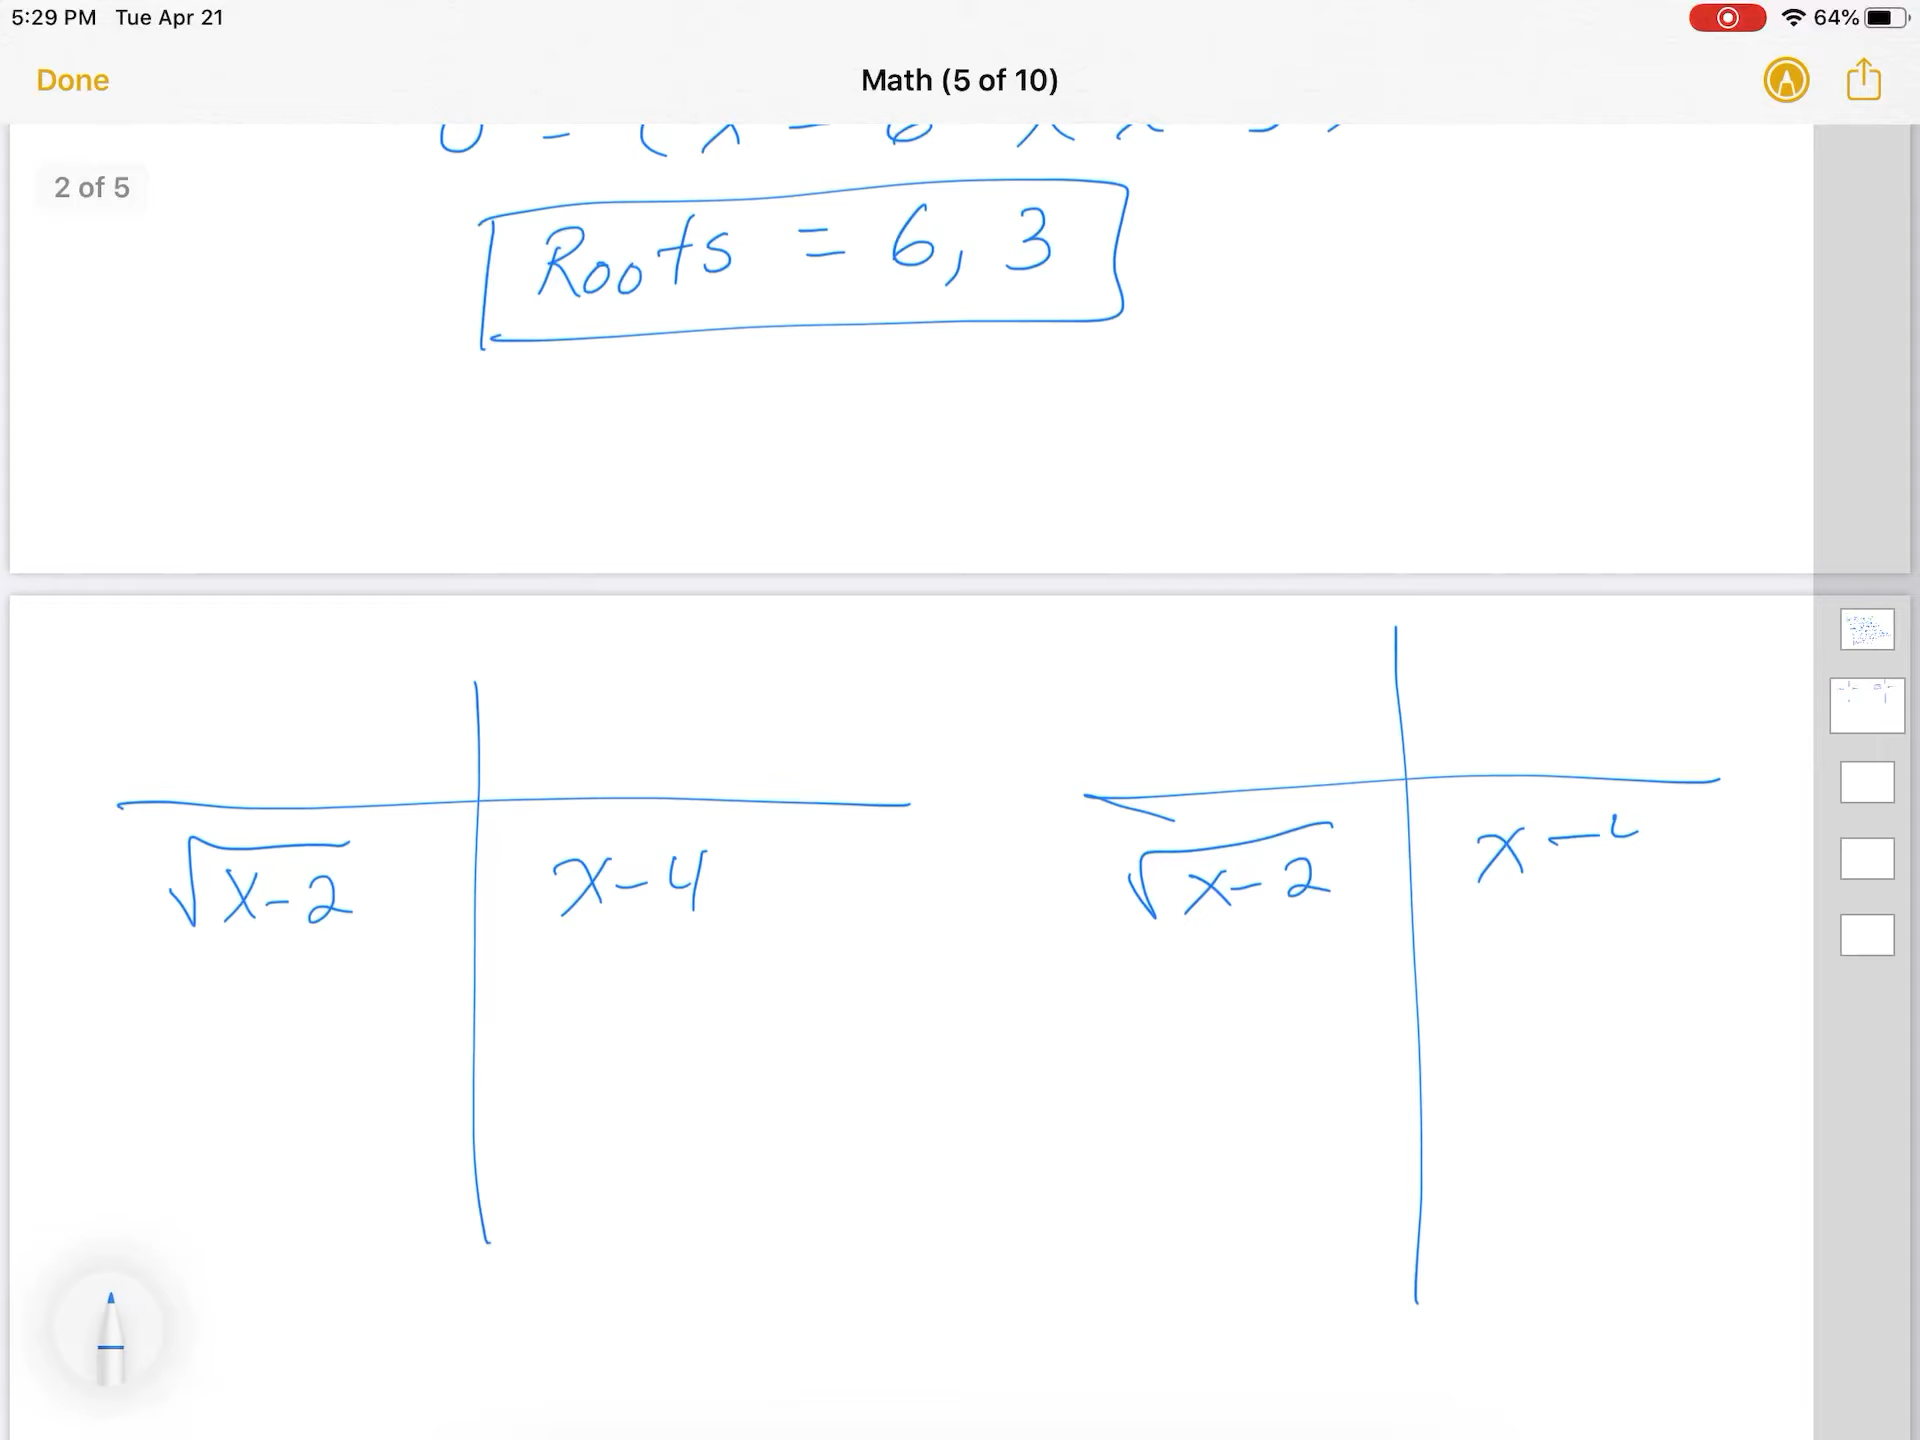 5:29 PM Tue Apr 21 64%
Done Math (5 of 10)
2 of 5
Roots = 6, 3
√x-2 x-4 √x-2 x-